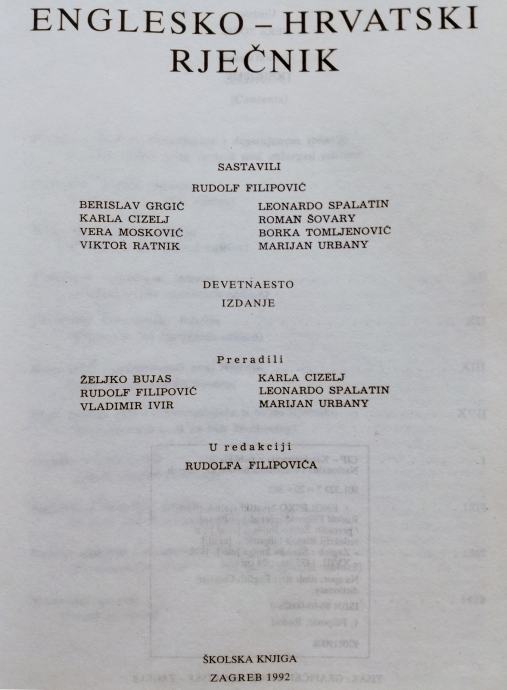 ENGLESKO – HRVATSKI
RJEČNIK
SASTAVILI
RUDOLF FILIPOVIĆ
BERISLAV GRGIĆ
KARLA CIZELJ
VERA MOSKOVIĆ
VIKTOR RATNIK
LEONARDO SPALATIN
ROMAN ŠOVARY
BORKA TOMLJENOVIĆ
MARIJAN URBANY
DEVETNAESTO
IZDANJE
Preradili
ŽELJKO BUJAS
RUDOLF FILIPOVIĆ
VLADIMIR IVIR
KARLA CIZELJ
LEONARDO SPALATIN
MARIJAN URBANY
U redakciji
RUDOLFA FILIPOVIĆA
ŠKOLSKA KNJIGA
ZAGREB 1992